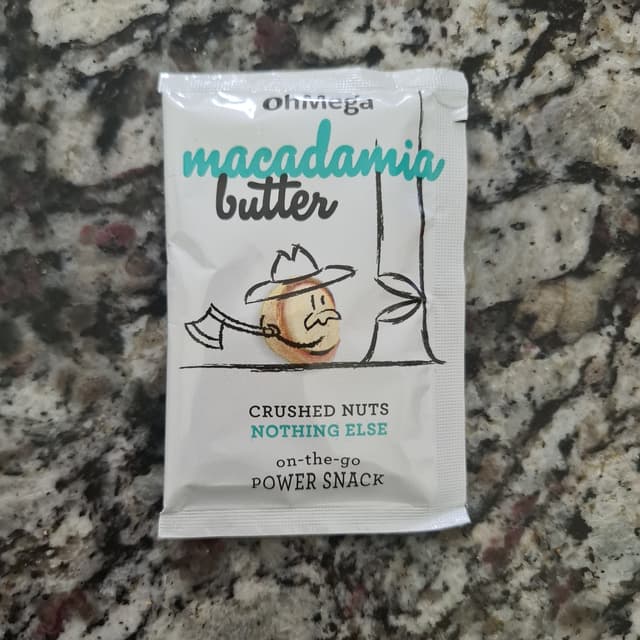 OhMega
macadamia
butter
CRUSHED NUTS
NOTHING ELSE
on-the-go
POWER SNACK